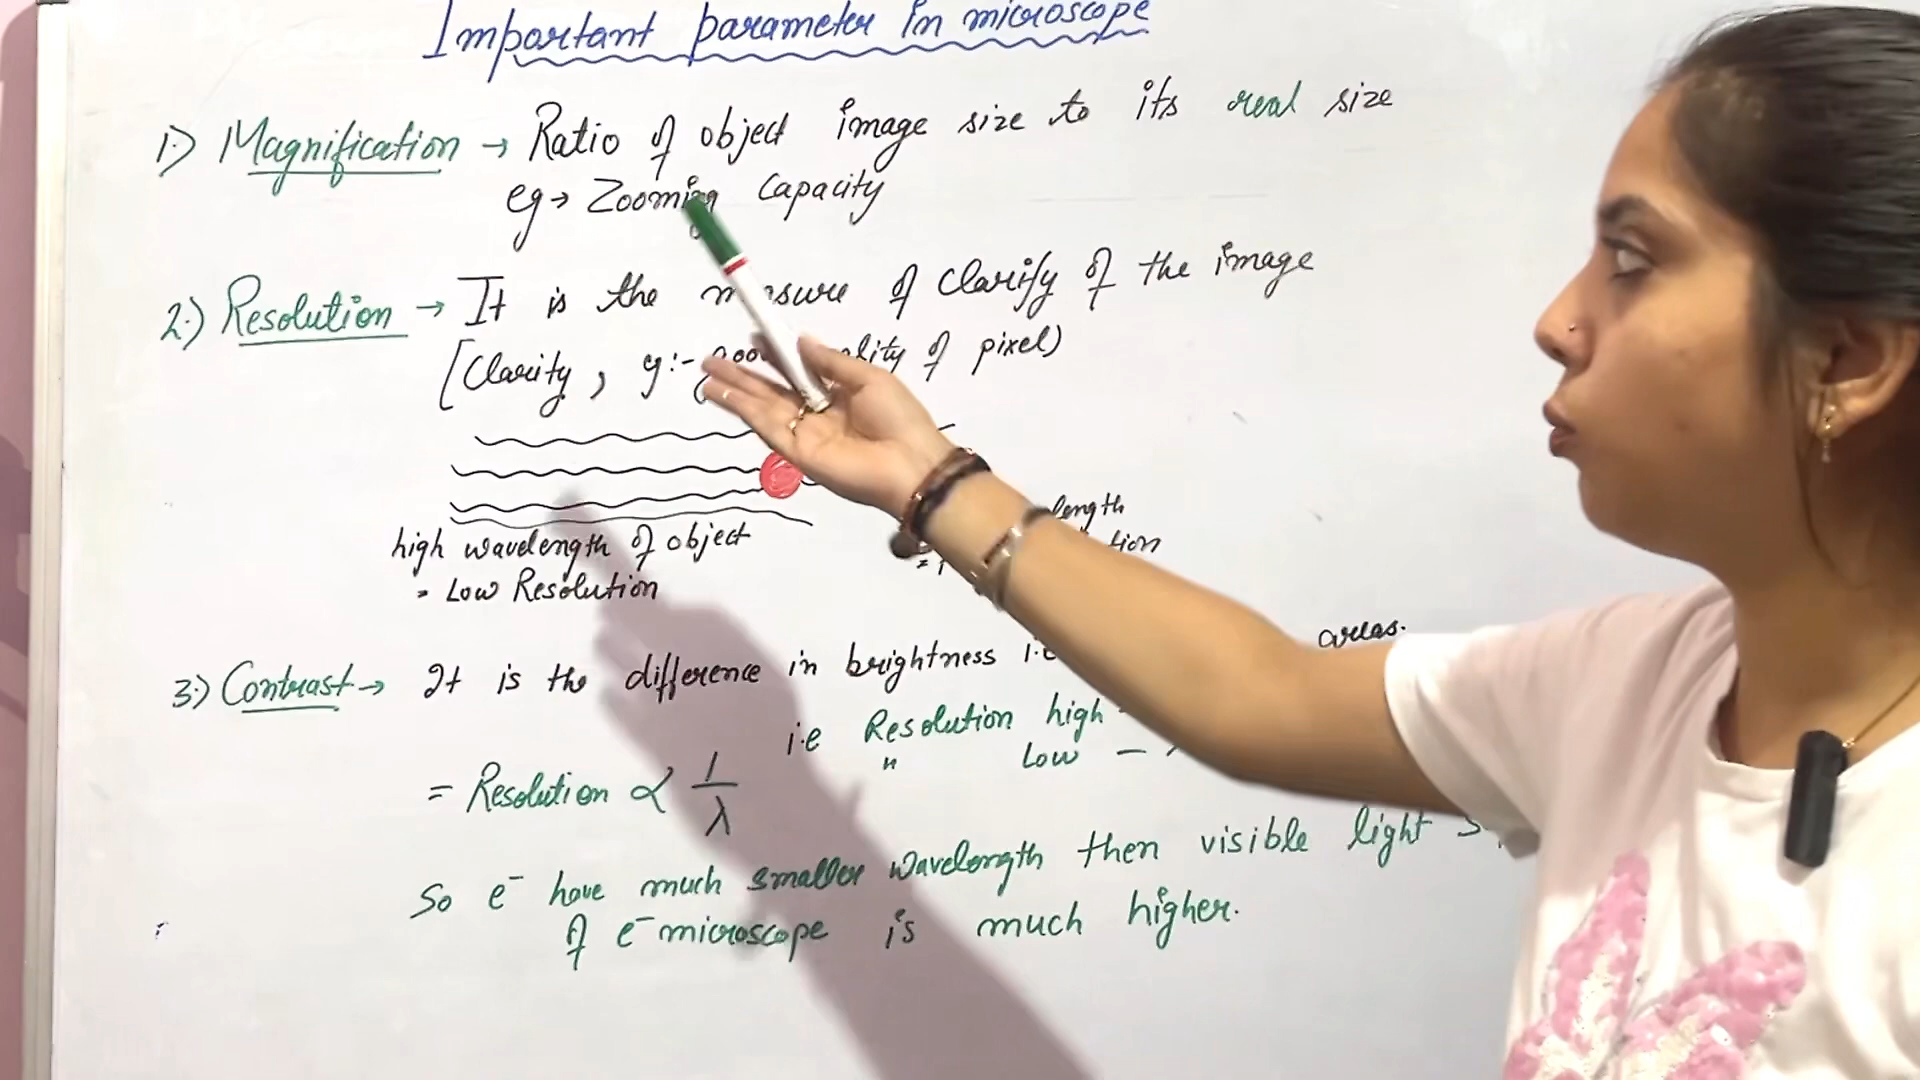 Important parameter in microscope
1.) Magnification → Ratio of object image size to its real size
eg → Zooming Capacity
2.) Resolution → It is the measure of Clarify of the image
[Clarity, of pixel)
high wavelength of object
= Low Resolution
3.) Contrast → It is the difference in brightness areas.
i.e Resolution high
" Low –
= Resolution ∝ 1/λ
So e⁻ have much smaller wavelength then visible light
of e⁻ microscope is much higher.